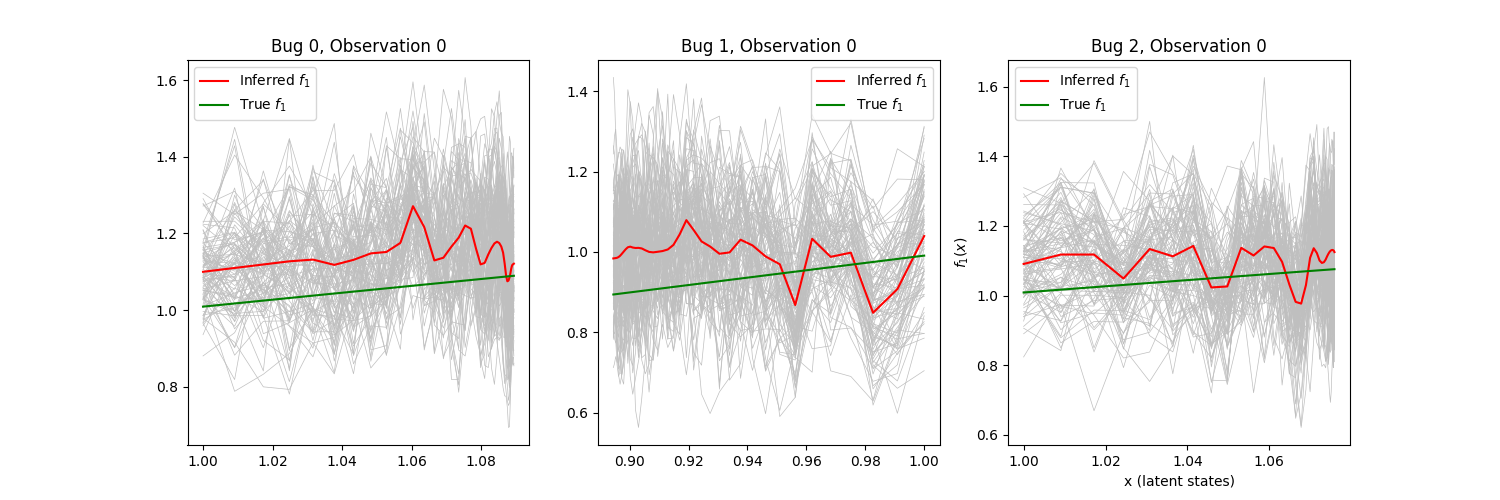 Bug 0, Observation 0
Inferred f₁
True f₁
1.6
1.4
1.2
1.0
0.8
1.00 1.02 1.04 1.06 1.08
Bug 1, Observation 0
Inferred f₁
True f₁
1.4
1.2
1.0
0.8
0.6
0.90 0.92 0.94 0.96 0.98 1.00
Bug 2, Observation 0
Inferred f₁
True f₁
f₁(x)
1.6
1.4
1.2
1.0
0.8
0.6
1.00 1.02 1.04 1.06
x (latent states)